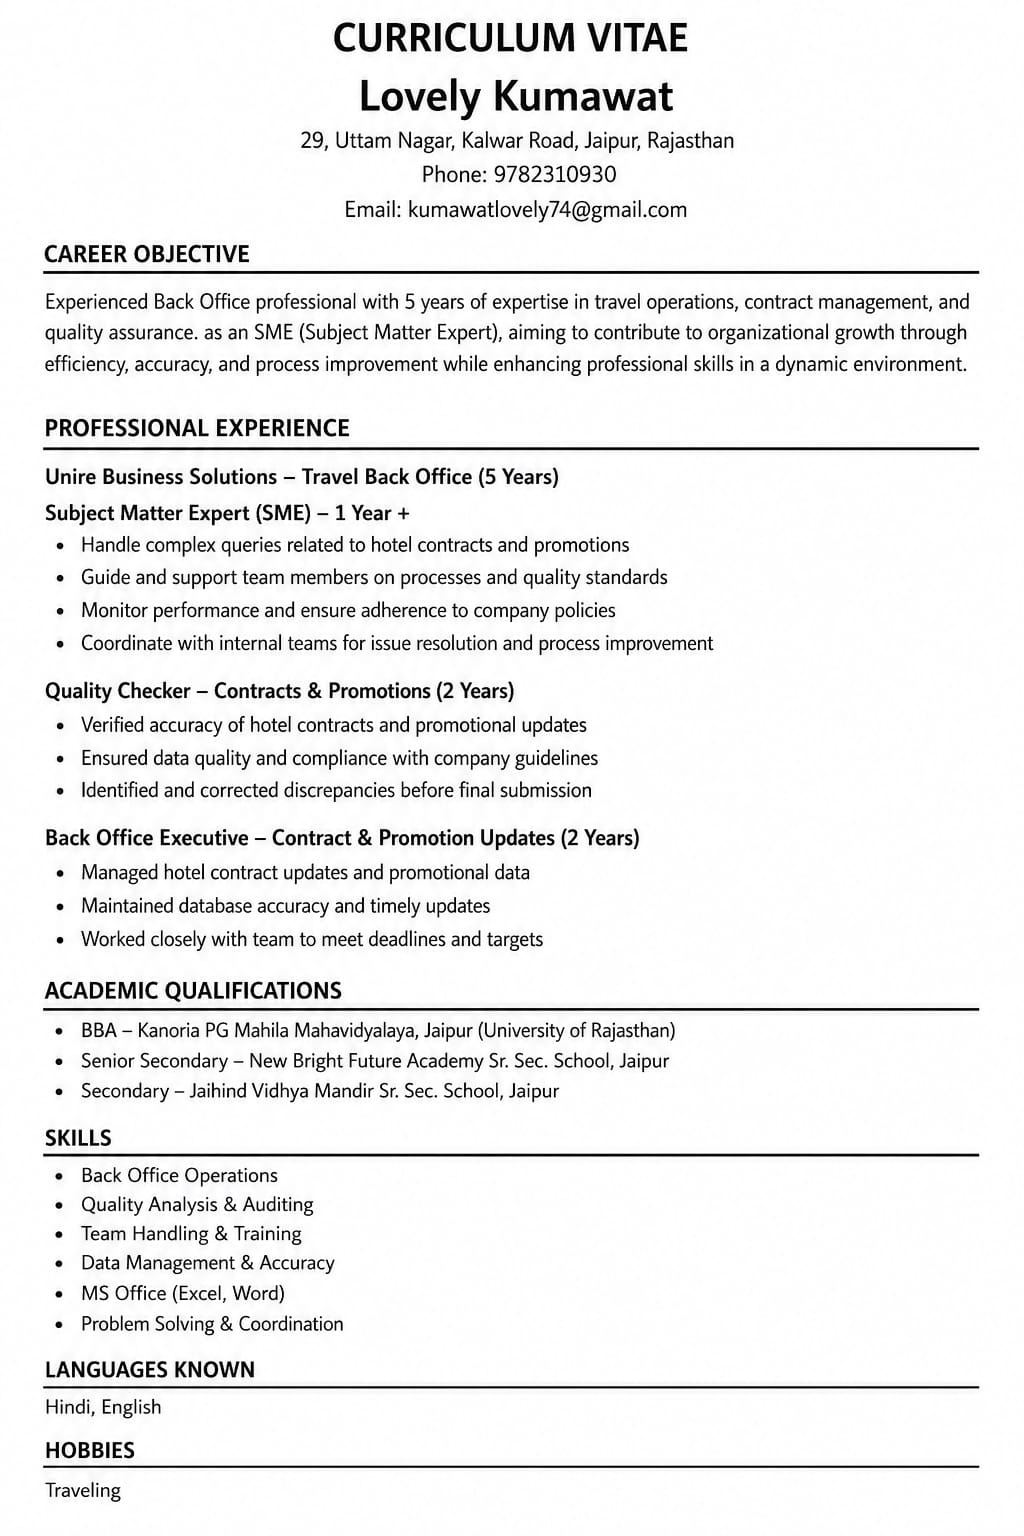 CURRICULUM VITAE
Lovely Kumawat
29, Uttam Nagar, Kalwar Road, Jaipur, Rajasthan
Phone: 9782310930
Email: kumawatlovely74@gmail.com
CAREER OBJECTIVE
Experienced Back Office professional with 5 years of expertise in travel operations, contract management, and
quality assurance. as an SME (Subject Matter Expert), aiming to contribute to organizational growth through
efficiency, accuracy, and process improvement while enhancing professional skills in a dynamic environment.
PROFESSIONAL EXPERIENCE
Unire Business Solutions – Travel Back Office (5 Years)
Subject Matter Expert (SME) – 1 Year +
• Handle complex queries related to hotel contracts and promotions
• Guide and support team members on processes and quality standards
• Monitor performance and ensure adherence to company policies
• Coordinate with internal teams for issue resolution and process improvement
Quality Checker – Contracts & Promotions (2 Years)
• Verified accuracy of hotel contracts and promotional updates
• Ensured data quality and compliance with company guidelines
• Identified and corrected discrepancies before final submission
Back Office Executive – Contract & Promotion Updates (2 Years)
• Managed hotel contract updates and promotional data
• Maintained database accuracy and timely updates
• Worked closely with team to meet deadlines and targets
ACADEMIC QUALIFICATIONS
• BBA – Kanoria PG Mahila Mahavidyalaya, Jaipur (University of Rajasthan)
• Senior Secondary – New Bright Future Academy Sr. Sec. School, Jaipur
• Secondary – Jaihind Vidhya Mandir Sr. Sec. School, Jaipur
SKILLS
• Back Office Operations
• Quality Analysis & Auditing
• Team Handling & Training
• Data Management & Accuracy
• MS Office (Excel, Word)
• Problem Solving & Coordination
LANGUAGES KNOWN
Hindi, English
HOBBIES
Traveling